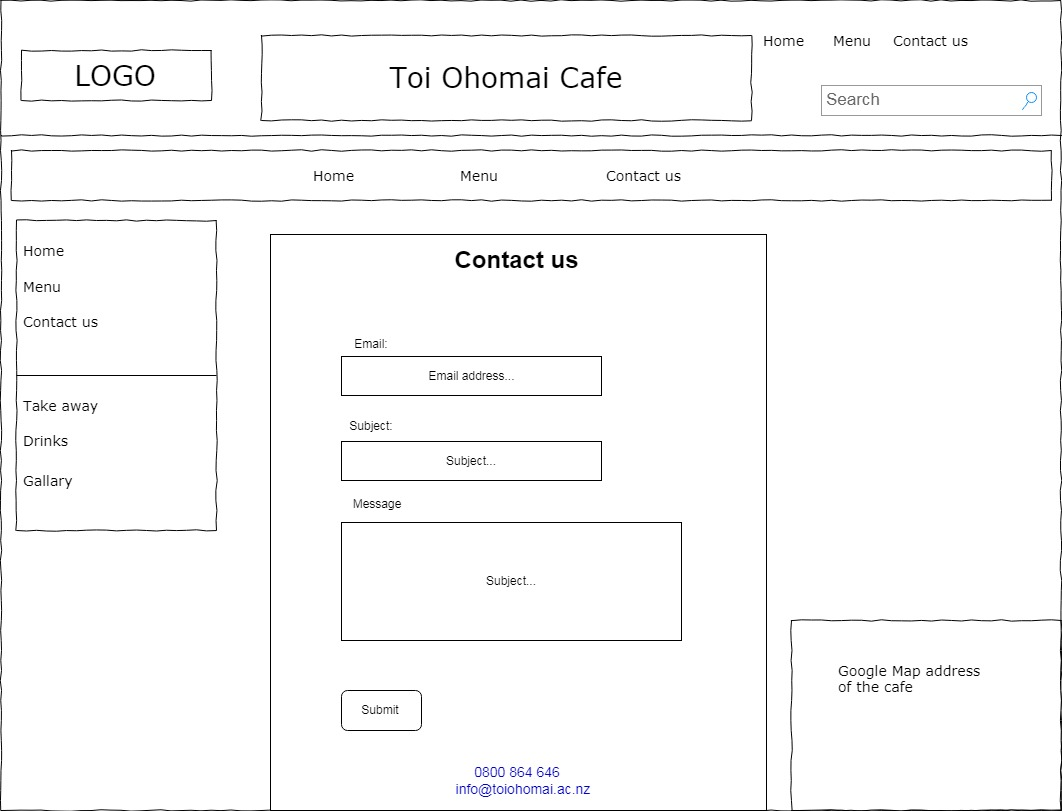 Home Menu Contact us
LOGO
Toi Ohomai Cafe
Search
Home Menu Contact us
Home
Menu
Contact us
Take away
Drinks
Gallary
Contact us
Email:
Email address...
Subject:
Subject...
Message
Subject...
Submit
0800 864 646
info@toiohomai.ac.nz
Google Map address
of the cafe